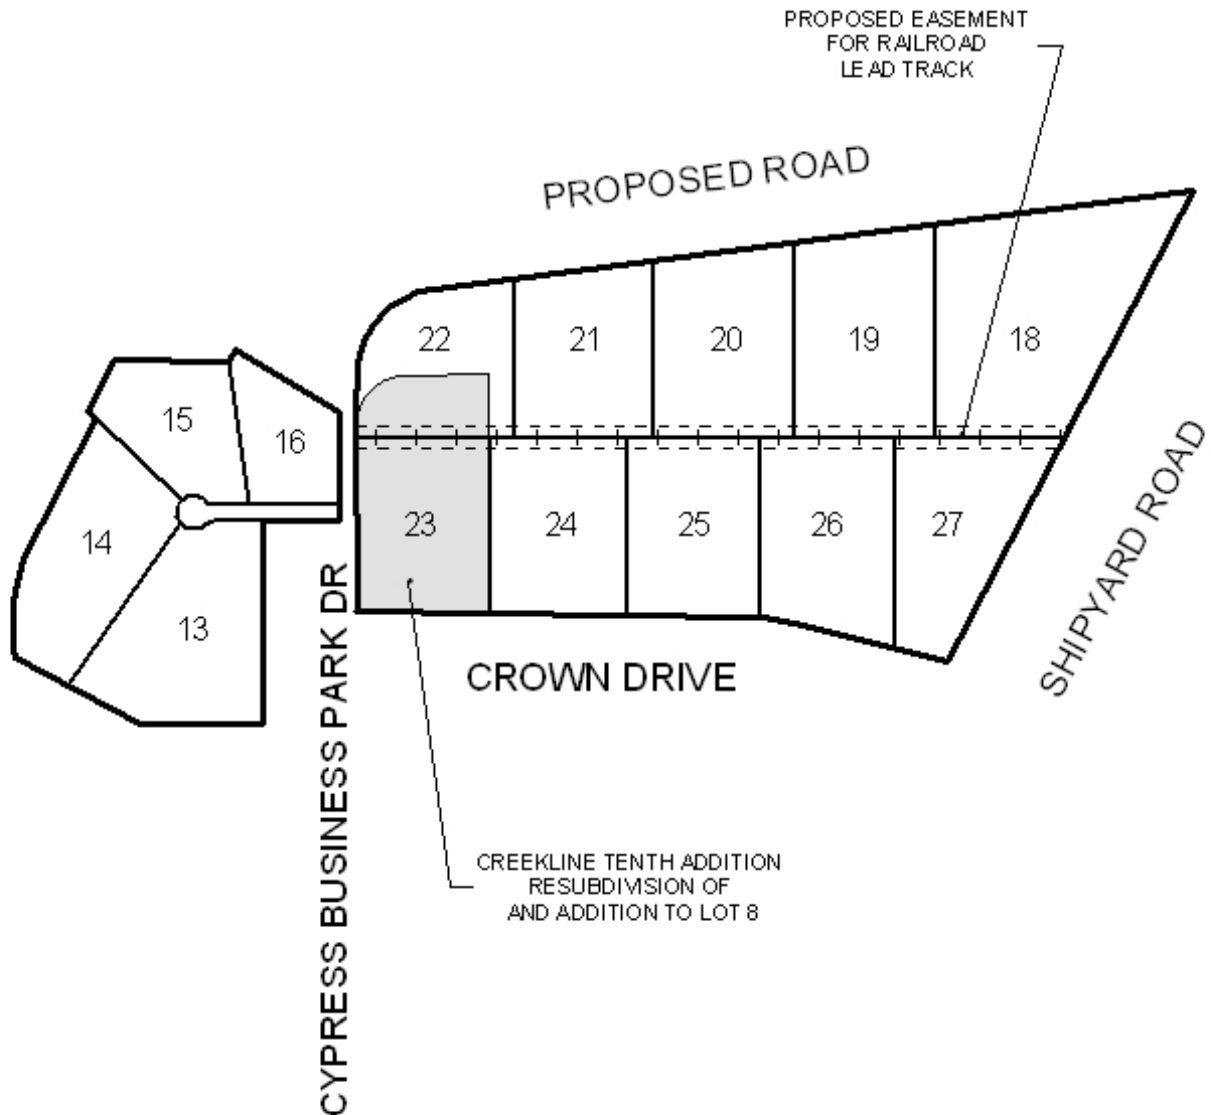 PROPOSED EASEMENT
FOR RAILROAD
LEAD TRACK
PROPOSED ROAD
22
21
20
19
18
15
16
14
13
23
24
25
26
27
SHIPYARD ROAD
CROWN DRIVE
CYPRESS BUSINESS PARK DR
CREEKLINE TENTH ADDITION
RESUBDIVISION OF
AND ADDITION TO LOT 8